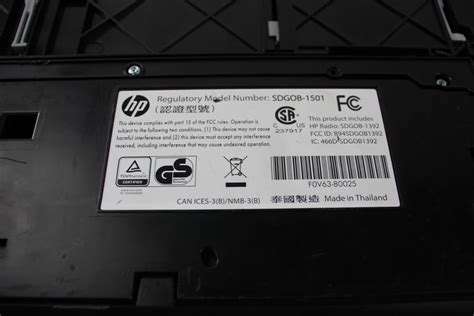 hp
Regulatory Model Number: SDGOB-1501
(認證型號)
This device complies with part 15 of the FCC rules. Operation is
subject to the following two conditions: (1) This device may not cause
harmful interference and (2) this device must accept any
interference that may cause undesired operation.
SA
C US
237917
FC
This product includes
HP Radio: SDGOB-1392
FCC ID: B94SDGOB1392
IC: 466D-SDGOB1392
TÜVRheinland
CERTIFIED
GS
F0V63-80025
CAN ICES-3(B)/NMB-3(B)
泰國製造
Made in Thailand